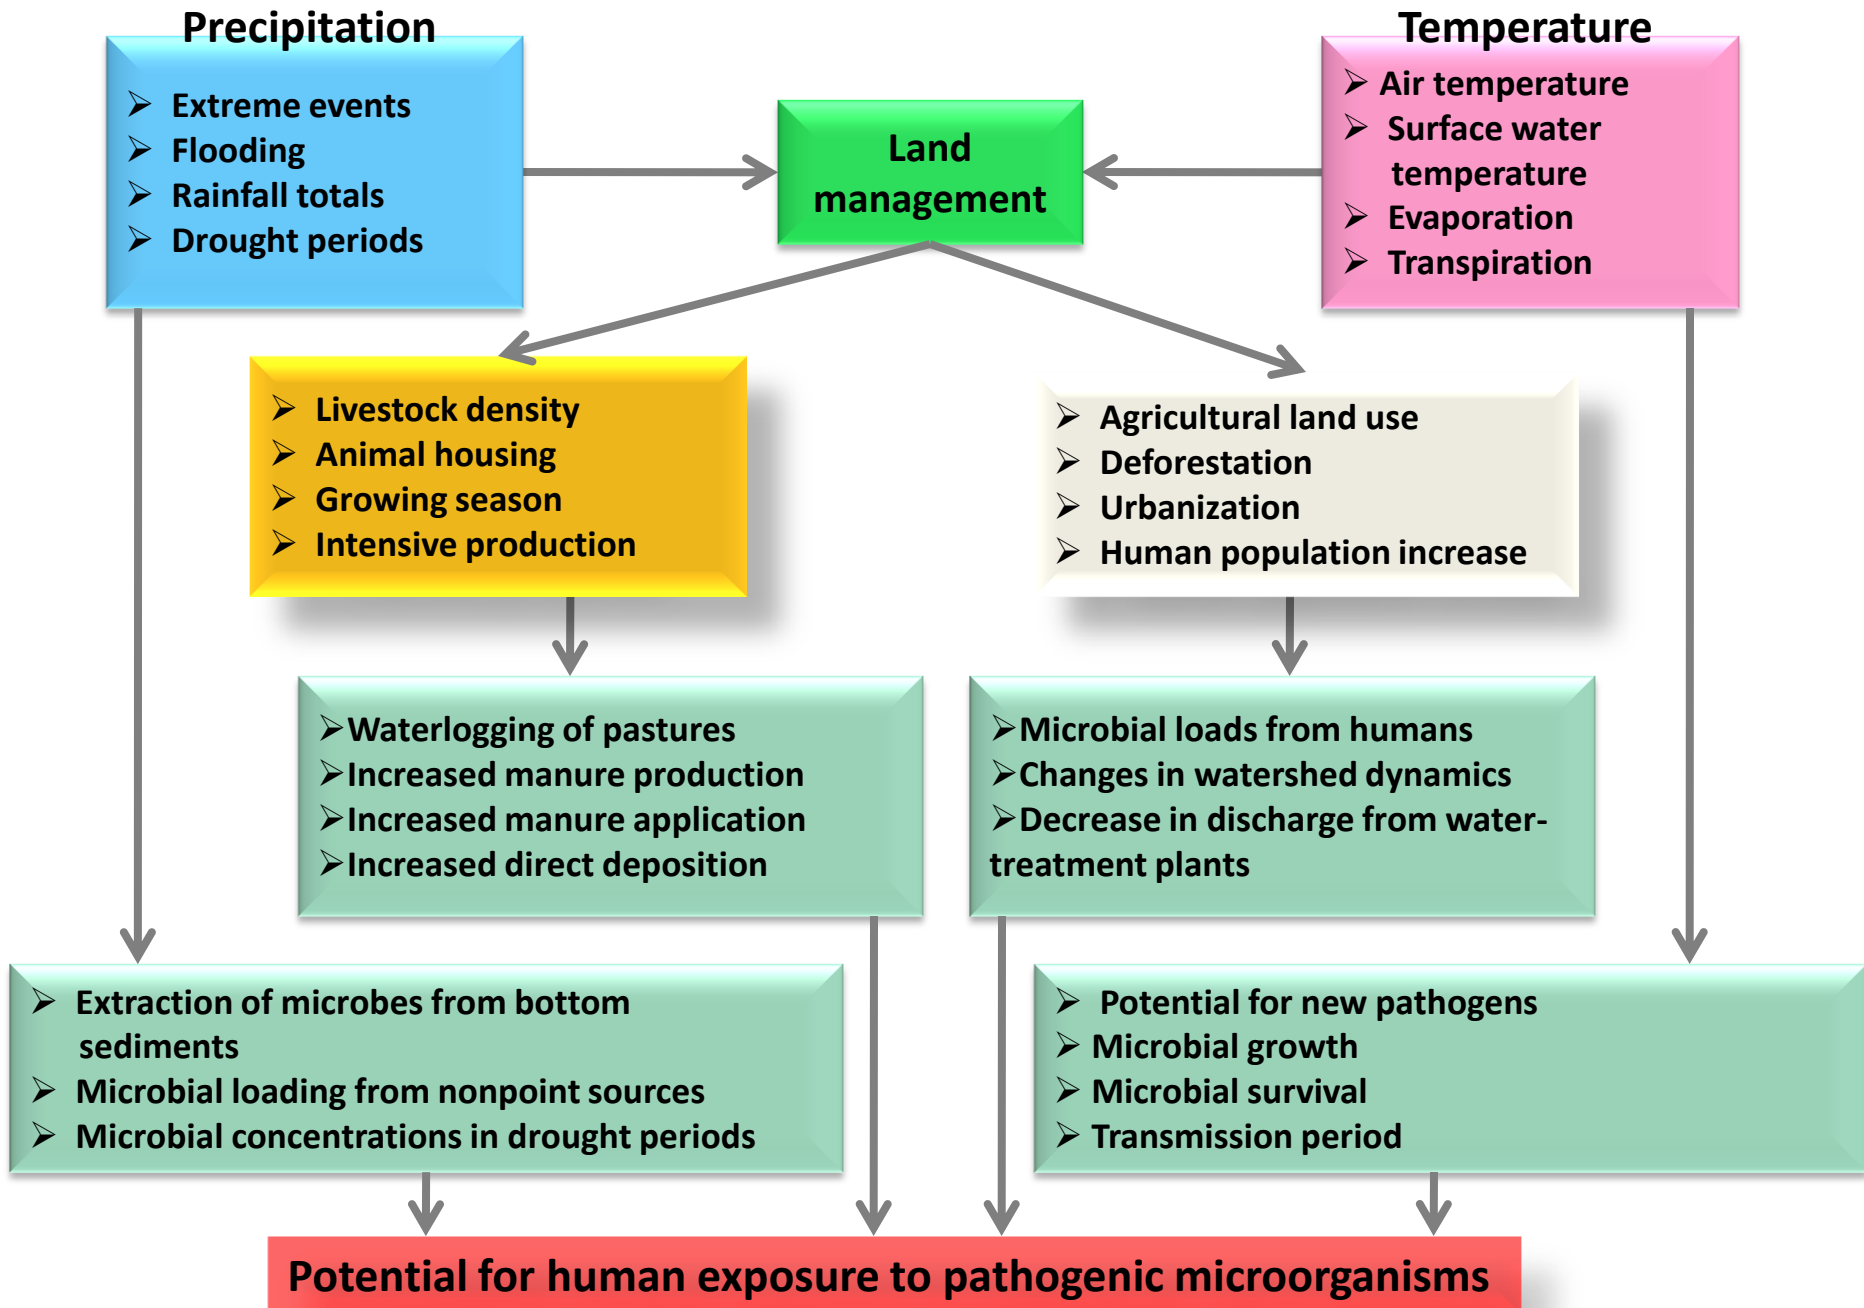 Precipitation
➢ Extreme events
➢ Flooding
➢ Rainfall totals
➢ Drought periods
Land
management
Temperature
➢ Air temperature
➢ Surface water
temperature
➢ Evaporation
➢ Transpiration
➢ Livestock density
➢ Animal housing
➢ Growing season
➢ Intensive production
➢ Agricultural land use
➢ Deforestation
➢ Urbanization
➢ Human population increase
➢Waterlogging of pastures
➢Increased manure production
➢Increased manure application
➢Increased direct deposition
➢Microbial loads from humans
➢Changes in watershed dynamics
➢Decrease in discharge from water-
treatment plants
➢ Extraction of microbes from bottom
sediments
➢ Microbial loading from nonpoint sources
➢ Microbial concentrations in drought periods
➢ Potential for new pathogens
➢ Microbial growth
➢ Microbial survival
➢ Transmission period
Potential for human exposure to pathogenic microorganisms